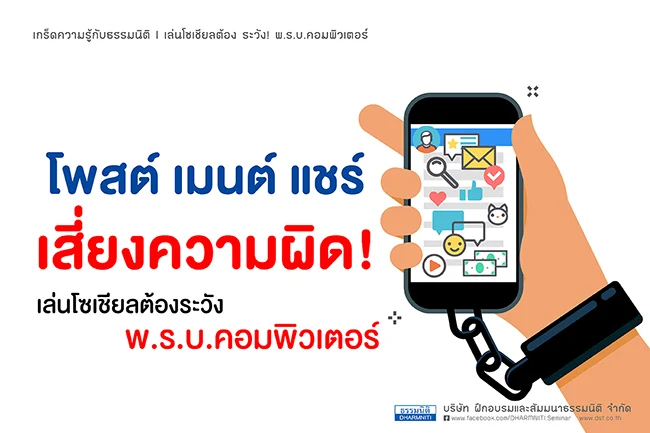 เกร็ดความรู้กับธรรมนิติ l เล่นโซเชียลต้อง ระวัง! พ.ร.บ.คอมพิวเตอร์
โพสต์ เมนต์ แชร์
เสี่ยงความผิด!
เล่นโซเชียลต้องระวัง
พ.ร.บ.คอมพิวเตอร์
ธรรมนิติ
DHARMNITI
บริษัท ฝึกอบรมและสัมมนาธรรมนิติ จำกัด
www.facebook.com/DHARMNITI.Seminar www.dst.co.th